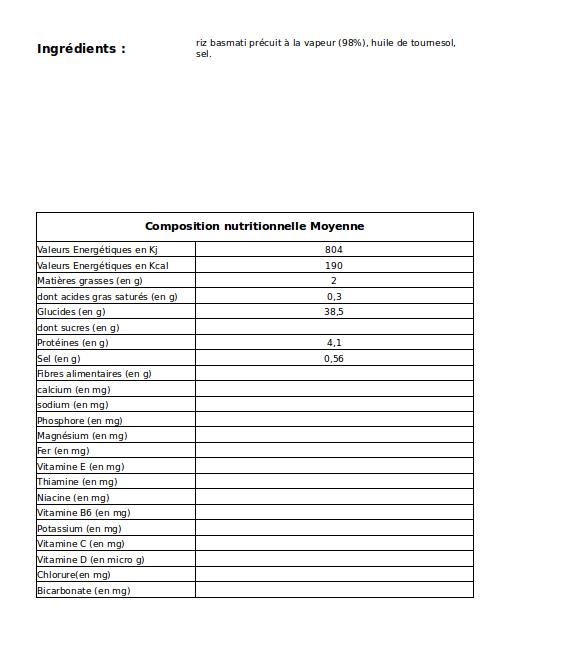 Ingrédients :
riz basmati précuit à la vapeur (98%), huile de tournesol,
sel.
Composition nutritionnelle Moyenne
Valeurs Energétiques en Kj 804
Valeurs Energétiques en Kcal 190
Matières grasses (en g) 2
dont acides gras saturés (en g) 0,3
Glucides (en g) 38,5
dont sucres (en g)
Protéines (en g) 4,1
Sel (en g) 0,56
Fibres alimentaires (en g)
calcium (en mg)
sodium (en mg)
Phosphore (en mg)
Magnésium (en mg)
Fer (en mg)
Vitamine E (en mg)
Thiamine (en mg)
Niacine (en mg)
Vitamine B6 (en mg)
Potassium (en mg)
Vitamine C (en mg)
Vitamine D (en micro g)
Chlorure(en mg)
Bicarbonate (en mg)